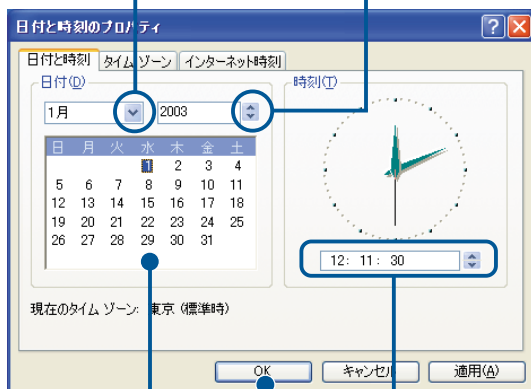 日付と時刻のプロパティ
日付と時刻 タイム ゾーン インターネット時刻
日付(D)
1月 2003
日 月 火 水 木 金 土
1 2 3 4
5 6 7 8 9 10 11
12 13 14 15 16 17 18
19 20 21 22 23 24 25
26 27 28 29 30 31
時刻(T)
12: 11: 30
現在のタイム ゾーン: 東京 (標準時)
OK キャンセル 適用(A)